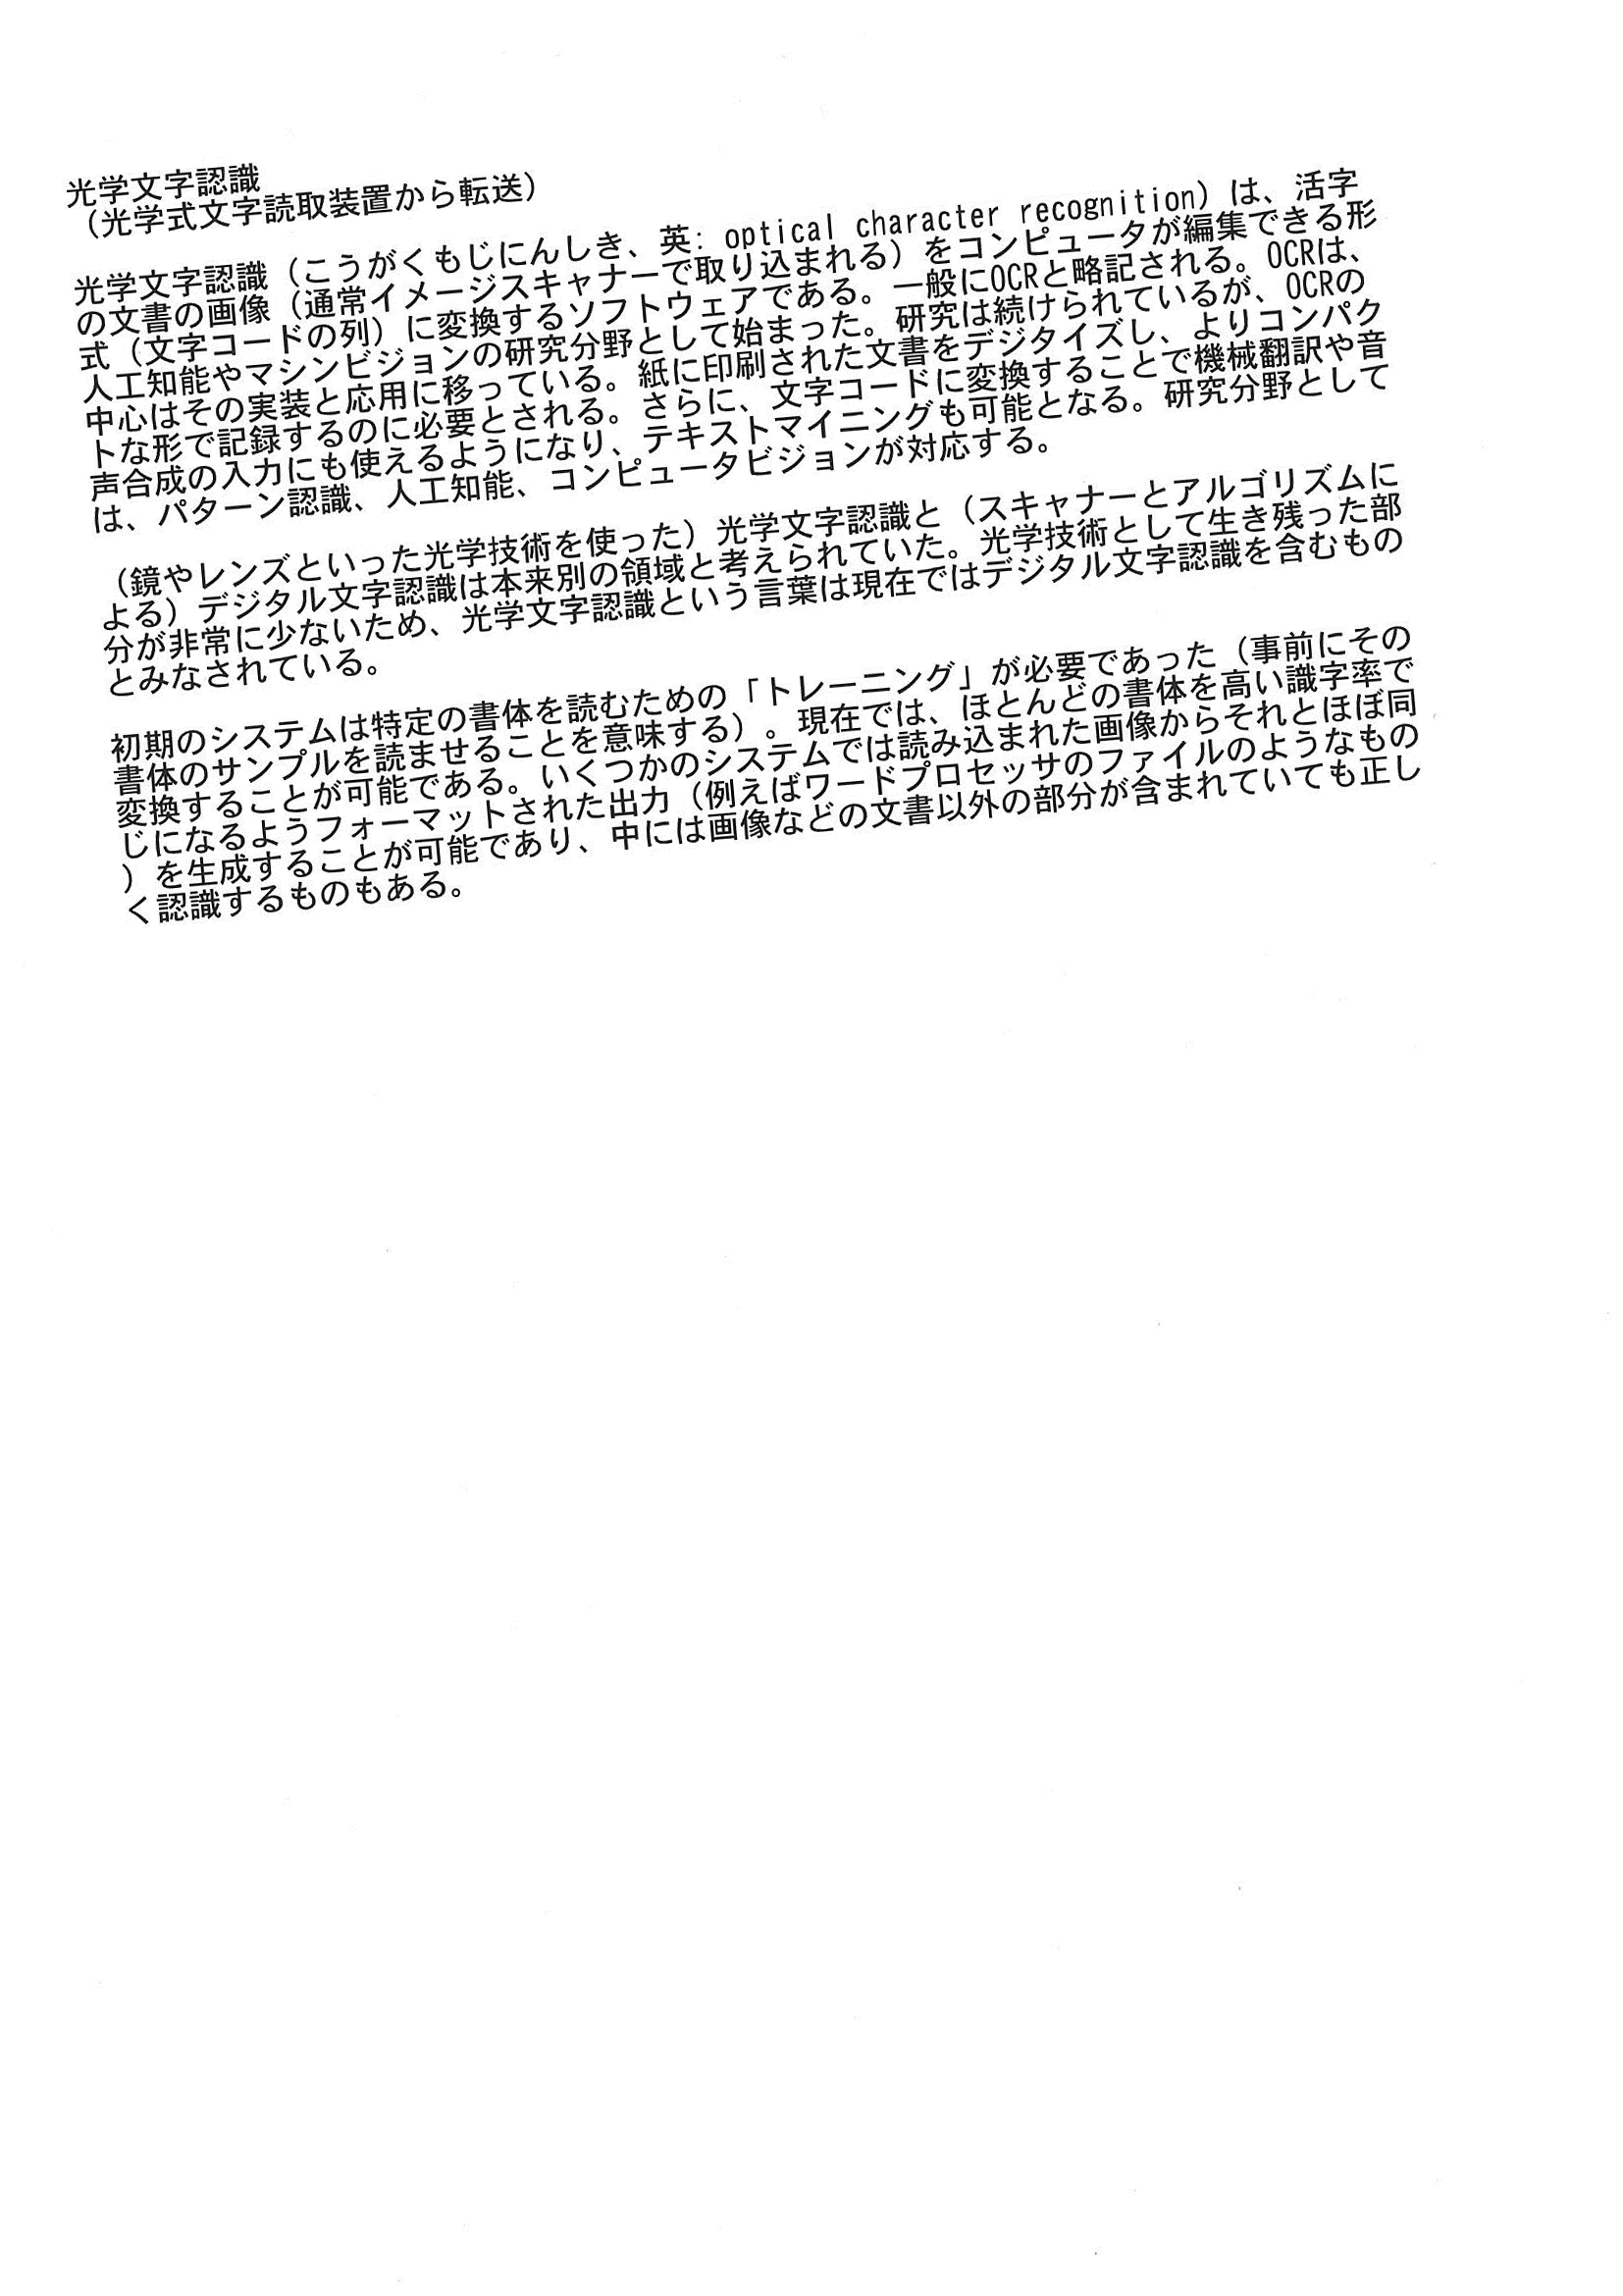 光学文字認識
（光学式文字読取装置から転送）
光学文字認識（こうがくもじにんしき、英: optical character recognition）は、活字
の文書の画像（通常イメージスキャナーで取り込まれる）をコンピュータが編集できる形
式（文字コードの列）に変換するソフトウェアである。一般にOCRと略記される。OCRは、
人工知能やマシンビジョンの研究分野として始まった。研究は続けられているが、OCRの
中心はその実装と応用に移っている。紙に印刷された文書をデジタイズし、よりコンパク
トな形で記録するのに必要とされる。さらに、文字コードに変換することで機械翻訳や音
声合成の入力にも使えるようになり、テキストマイニングも可能となる。研究分野として
は、パターン認識、人工知能、コンピュータビジョンが対応する。
（鏡やレンズといった光学技術を使った）光学文字認識と（スキャナーとアルゴリズムに
よる）デジタル文字認識は本来別の領域と考えられていた。光学技術として生き残った部
分が非常に少ないため、光学文字認識という言葉は現在ではデジタル文字認識を含むもの
とみなされている。
初期のシステムは特定の書体を読むための「トレーニング」が必要であった（事前にその
書体のサンプルを読ませることを意味する）。現在では、ほとんどの書体を高い識字率で
変換することが可能である。いくつかのシステムでは読み込まれた画像からそれとほぼ同
じになるようフォーマットされた出力（例えばワードプロセッサのファイルのようなもの
）を生成することが可能であり、中には画像などの文書以外の部分が含まれていても正し
く認識するものもある。